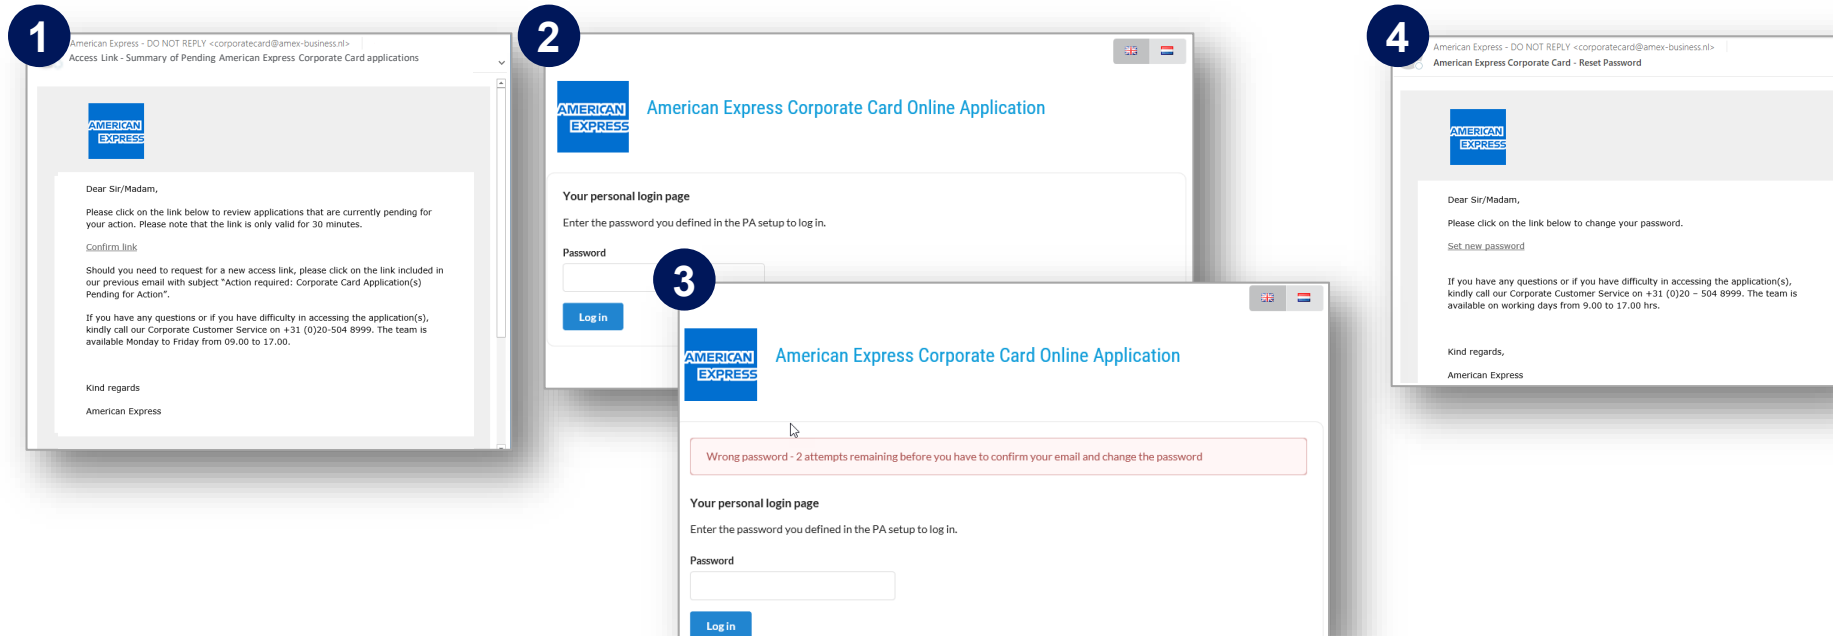 1
American Express - DO NOT REPLY <corporatecard@amex-business.nl>
Access Link - Summary of Pending American Express Corporate Card applications
AMERICAN
EXPRESS
Dear Sir/Madam,
Please click on the link below to review applications that are currently pending for
your action. Please note that the link is only valid for 30 minutes.
Confirm link
Should you need to request for a new access link, please click on the link included in
our previous email with subject “Action required: Corporate Card Application(s)
Pending for Action”.
If you have any questions or if you have difficulty in accessing the application(s),
kindly call our Corporate Customer Service on +31 (0)20-504 8999. The team is
available Monday to Friday from 09.00 to 17.00.
Kind regards
American Express
2
AMERICAN
EXPRESS
American Express Corporate Card Online Application
Your personal login page
Enter the password you defined in the PA setup to log in.
Password
Log in
3
AMERICAN
EXPRESS
American Express Corporate Card Online Application
Wrong password - 2 attempts remaining before you have to confirm your email and change the password
Your personal login page
Enter the password you defined in the PA setup to log in.
Password
Log in
4
American Express - DO NOT REPLY <corporatecard@amex-business.nl>
American Express Corporate Card - Reset Password
AMERICAN
EXPRESS
Dear Sir/Madam,
Please click on the link below to change your password.
Set new password
If you have any questions or if you have difficulty in accessing the application(s),
kindly call our Corporate Customer Service on +31 (0)20 – 504 8999. The team is
available on working days from 9.00 to 17.00 hrs.
Kind regards,
American Express